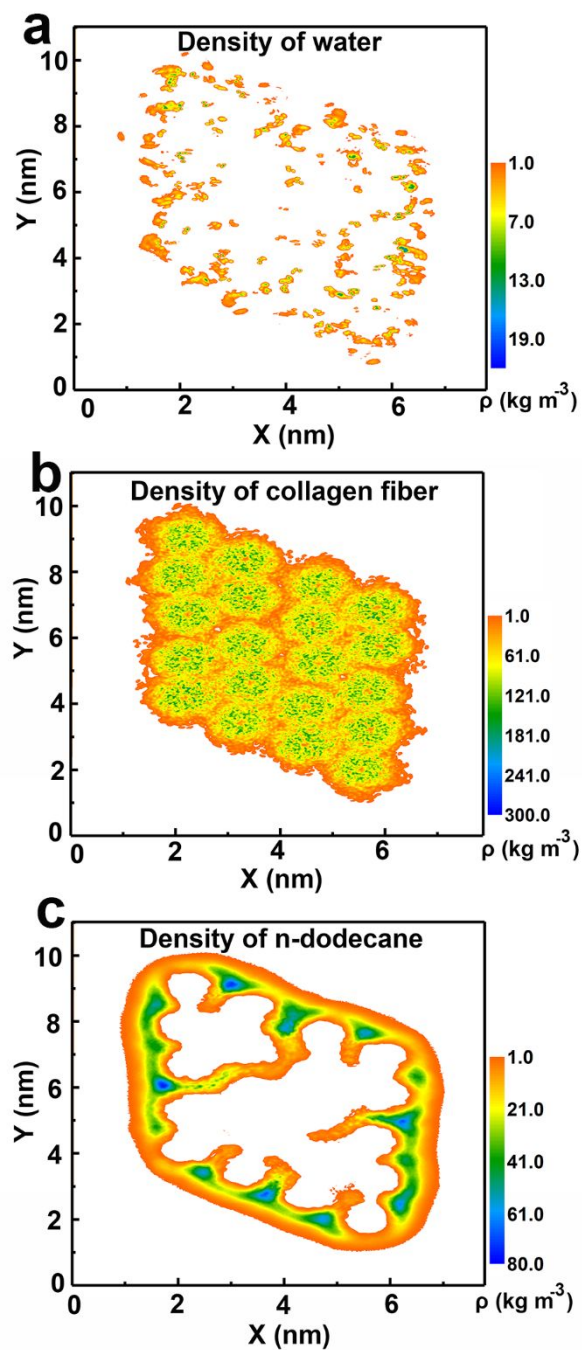 a
Density of water
10
8
6
4
2
0
0 2 4 6
Y (nm)
X (nm)
1.0
7.0
13.0
19.0
ρ (kg m⁻³)
b
Density of collagen fiber
10
8
6
4
2
0
0 2 4 6
Y (nm)
X (nm)
1.0
61.0
121.0
181.0
241.0
300.0
ρ (kg m⁻³)
c
Density of n-dodecane
10
8
6
4
2
0
0 2 4 6
Y (nm)
X (nm)
1.0
21.0
41.0
61.0
80.0
ρ (kg m⁻³)